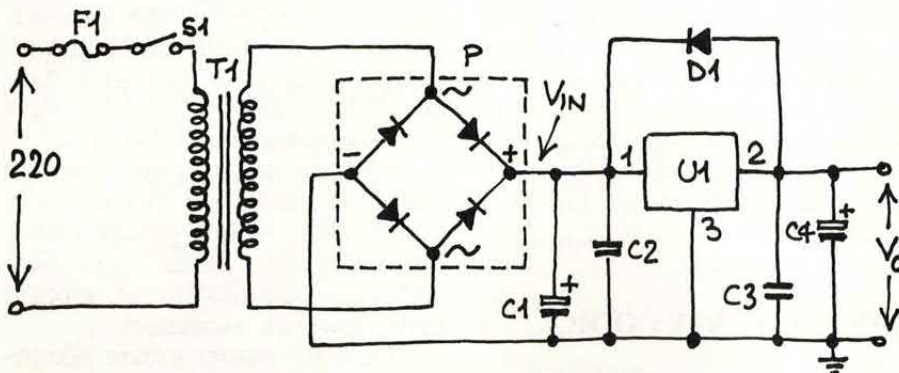 F1
S1
T1
220
P
~
-
+
VIN
~
D1
1
U1
2
3
C1
+
C2
C3
C4
+
Vo